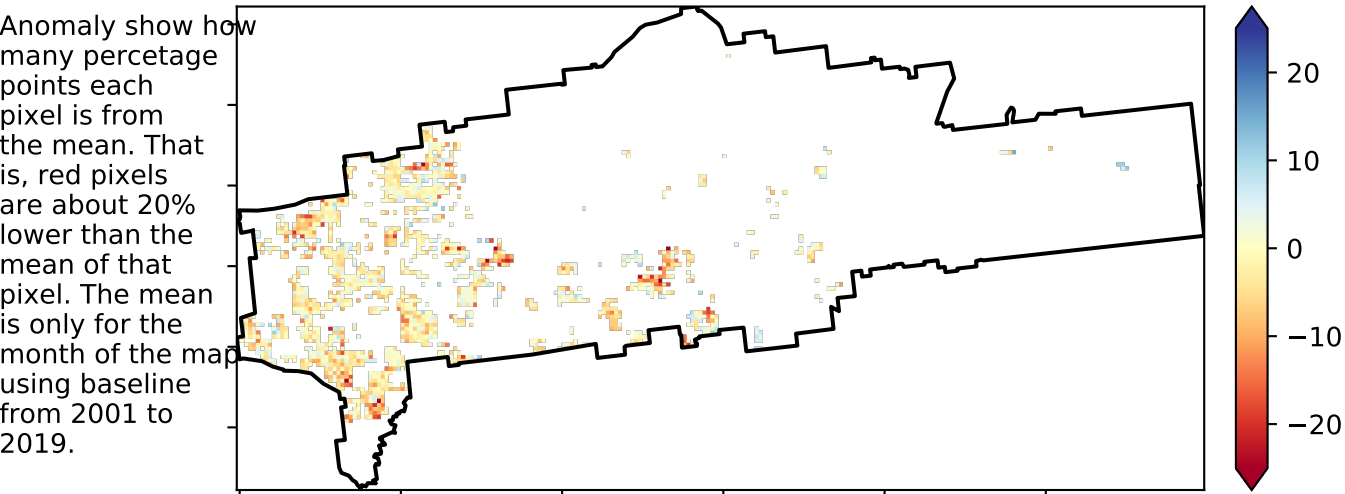 Anomaly show how
many percetage
points each
pixel is from
the mean. That
is, red pixels
are about 20%
lower than the
mean of that
pixel. The mean
is only for the
month of the map
using baseline
from 2001 to
2019.
20
10
0
−10
−20